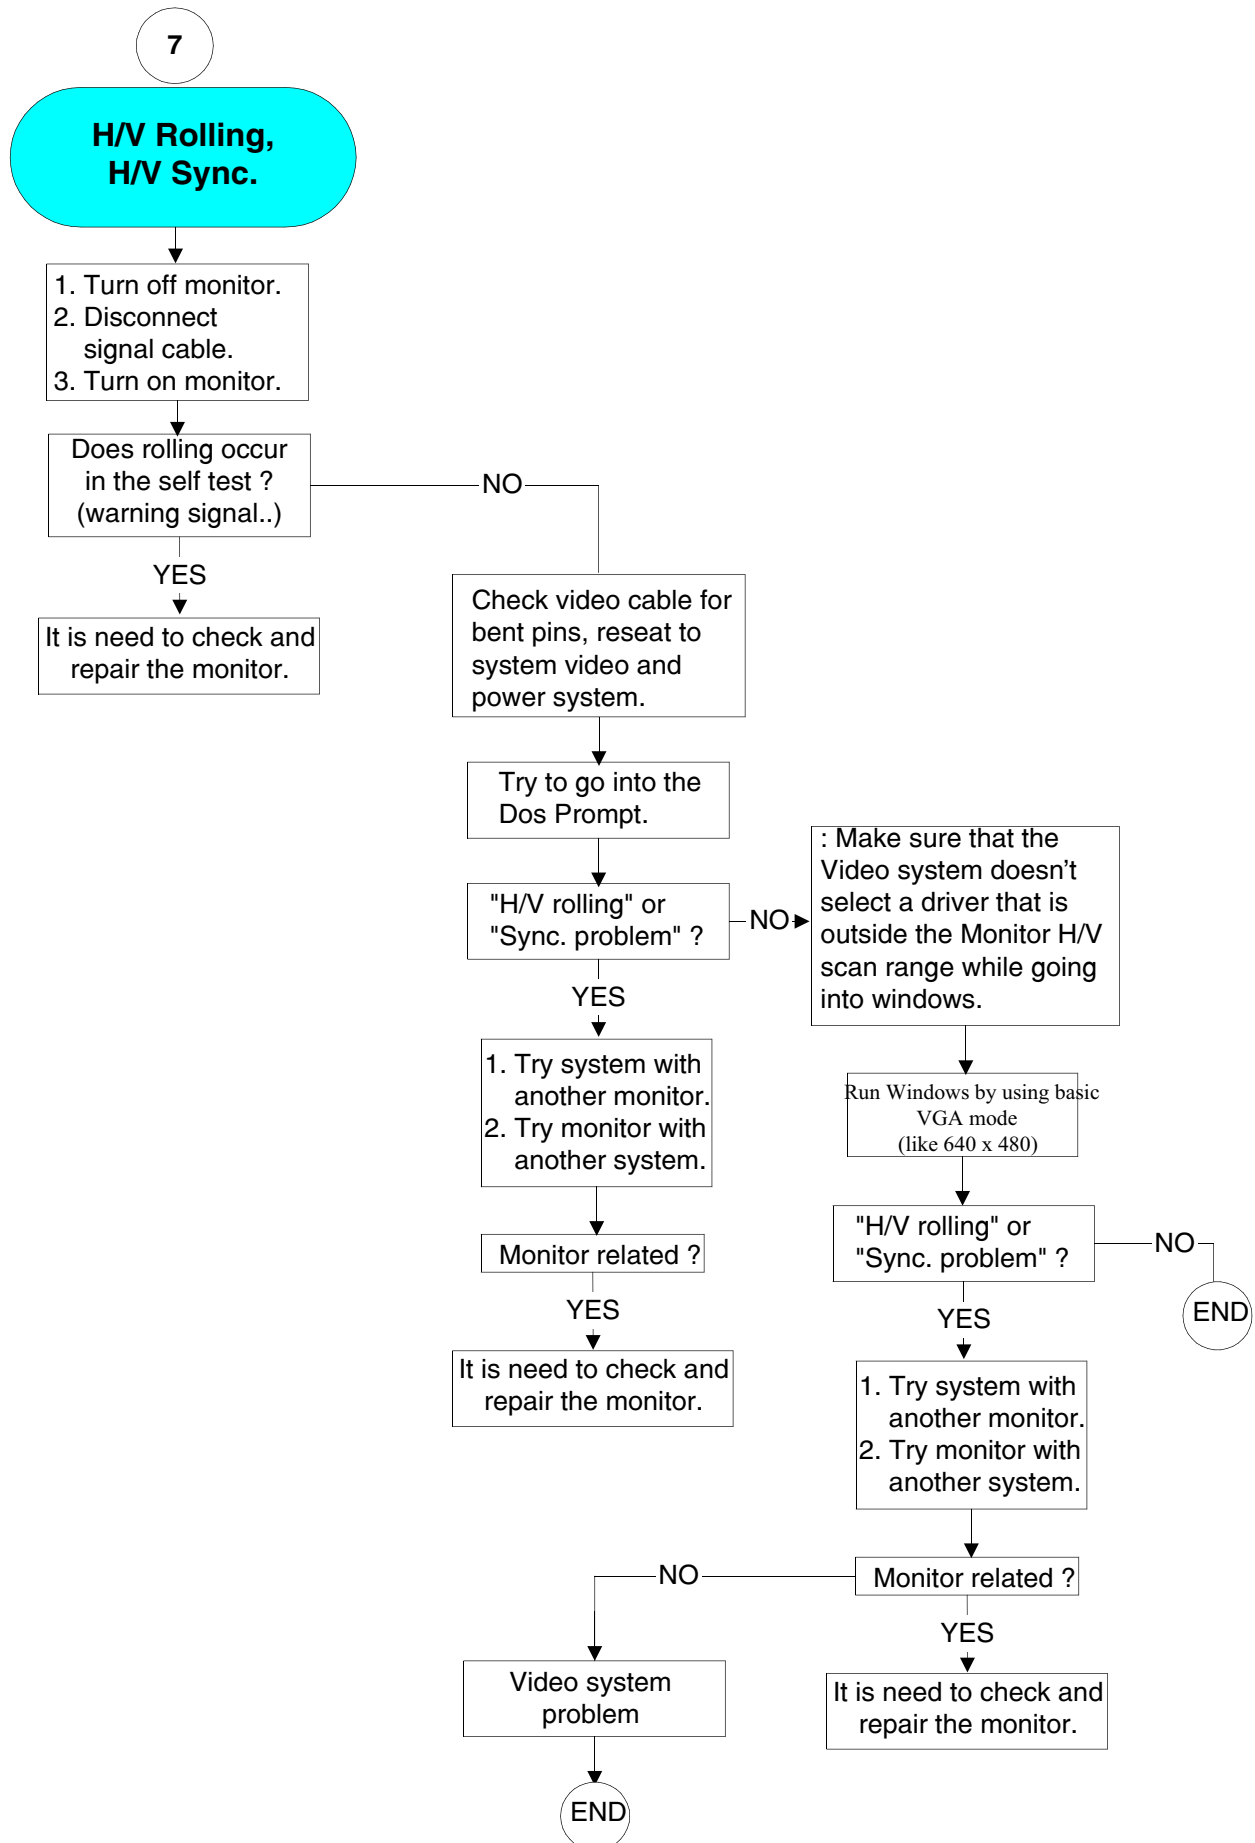 7
H/V Rolling,
H/V Sync.
1. Turn off monitor.
2. Disconnect
signal cable.
3. Turn on monitor.
Does rolling occur
in the self test ?
(warning signal..)
NO
YES
It is need to check and
repair the monitor.
Check video cable for
bent pins, reseat to
system video and
power system.
Try to go into the
Dos Prompt.
"H/V rolling" or
"Sync. problem" ?
NO
: Make sure that the
Video system doesn't
select a driver that is
outside the Monitor H/V
scan range while going
into windows.
YES
1. Try system with
another monitor.
2. Try monitor with
another system.
Monitor related ?
YES
It is need to check and
repair the monitor.
Run Windows by using basic
VGA mode
(like 640 x 480)
"H/V rolling" or
"Sync. problem" ?
NO
END
YES
1. Try system with
another monitor.
2. Try monitor with
another system.
Monitor related ?
NO
YES
It is need to check and
repair the monitor.
Video system
problem
END